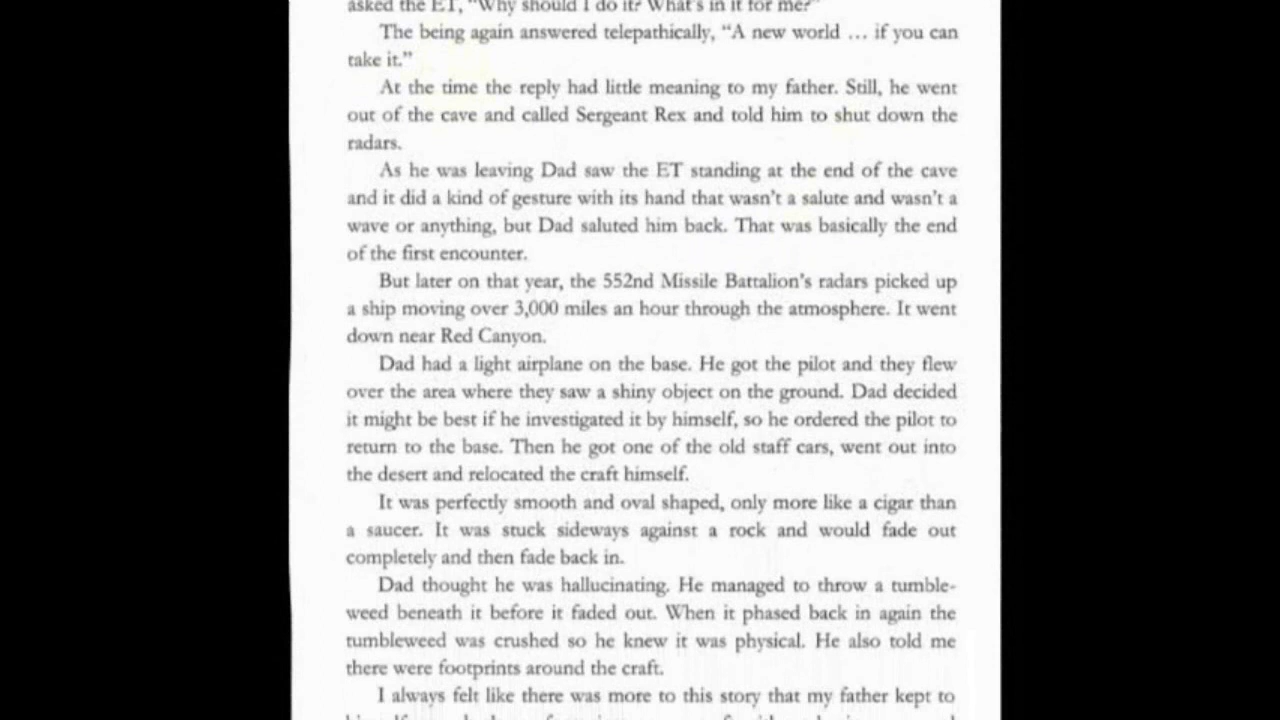 asked the ET, "Why should I do it? What's in it for me?"
The being again answered telepathically, "A new world ... if you can
take it."
At the time the reply had little meaning to my father. Still, he went
out of the cave and called Sergeant Rex and told him to shut down the
radars.
As he was leaving Dad saw the ET standing at the end of the cave
and it did a kind of gesture with its hand that wasn't a salute and wasn't a
wave or anything, but Dad saluted him back. That was basically the end
of the first encounter.
But later on that year, the 552nd Missile Battalion's radars picked up
a ship moving over 3,000 miles an hour through the atmosphere. It went
down near Red Canyon.
Dad had a light airplane on the base. He got the pilot and they flew
over the area where they saw a shiny object on the ground. Dad decided
it might be best if he investigated it by himself, so he ordered the pilot to
return to the base. Then he got one of the old staff cars, went out into
the desert and relocated the craft himself.
It was perfectly smooth and oval shaped, only more like a cigar than
a saucer. It was stuck sideways against a rock and would fade out
completely and then fade back in.
Dad thought he was hallucinating. He managed to throw a tumble-
weed beneath it before it faded out. When it phased back in again the
tumbleweed was crushed so he knew it was physical. He also told me
there were footprints around the craft.
I always felt like there was more to this story that my father kept to